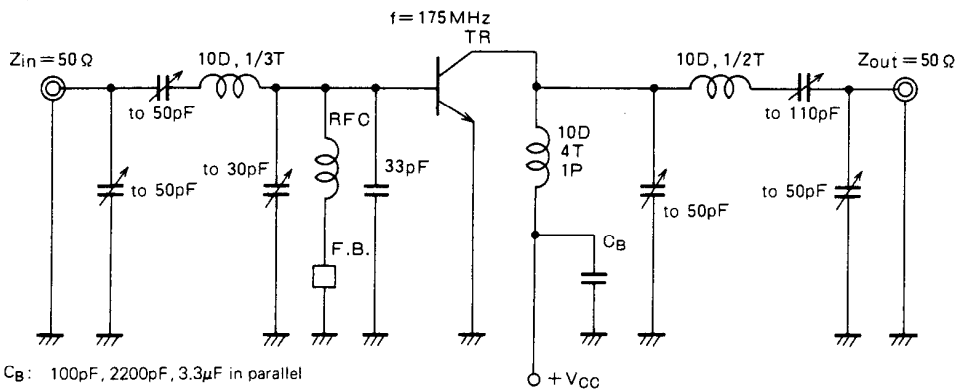 f=175MHz
TR
Zin=50Ω
10D, 1/3T
to 50pF
to 50pF
to 30pF
RFC
F.B.
33pF
10D
4T
1P
CB
10D, 1/2T
to 50pF
to 110pF
to 50pF
Zout=50Ω
CB: 100pF, 2200pF, 3.3μF in parallel
+VCC